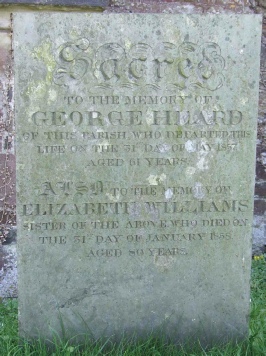 Sacred
TO THE MEMORY OF
GEORGE HEARD
OF THIS PARISH, WHO DEPARTED THIS
LIFE ON THE DAY OF
AGED 61 YEARS.
ALSO TO THE MEMORY OF
ELIZABETH WILLIAMS
SISTER OF THE ABOVE, WHO DIED ON
THE 31 DAY OF JANUARY 1858
AGED 80 YEARS.